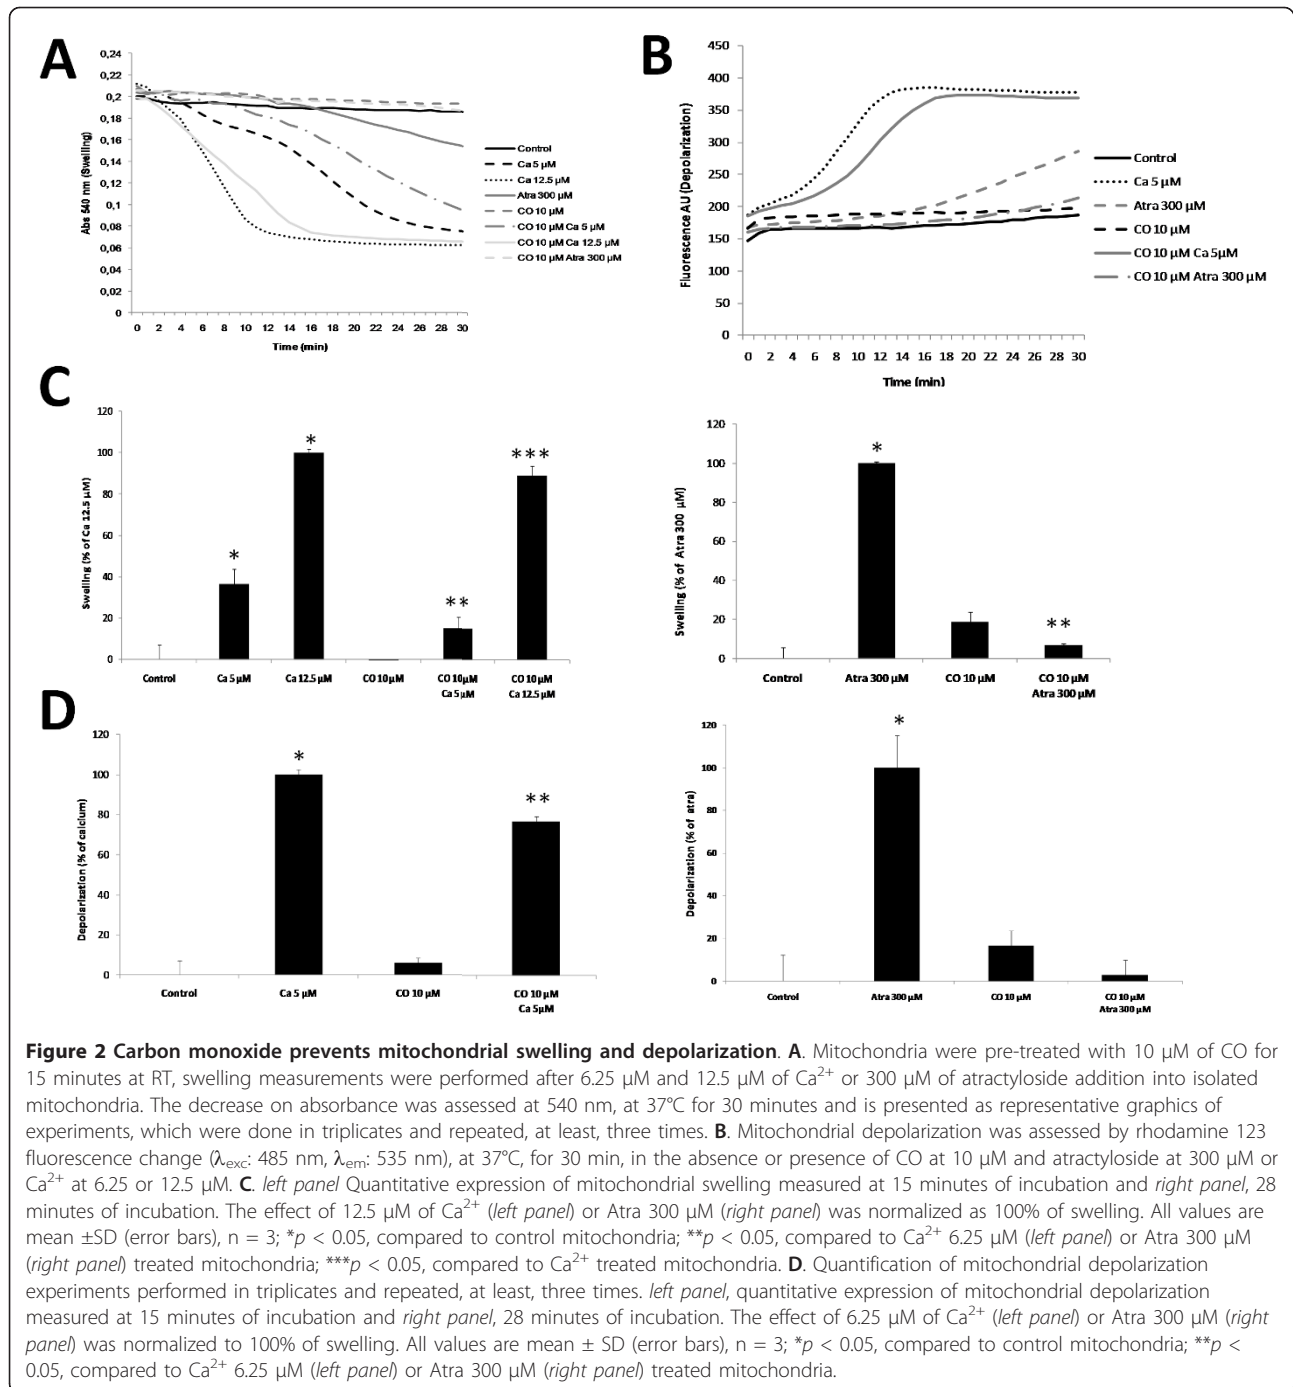 A
0,24
0,22
0,2
0,18
0,16
0,14
0,12
0,1
0,08
0,06
0,04
0,02
0
Abs 540 nm (Swelling)
0 2 4 6 8 10 12 14 16 18 20 22 24 26 28 30
Time (min)
Control
Ca 5 µM
Ca 12.5 µM
Atra 300 µM
CO 10 µM
CO 10 µM Ca 5 µM
CO 10 µM Ca 12.5 µM
CO 10 µM Atra 300 µM
B
450
400
350
300
250
200
150
100
50
0
Fluorescence AU (Depolarization)
0 2 4 6 8 10 12 14 16 18 20 22 24 26 28 30
Time (min)
Control
Ca 5 µM
Atra 300 µM
CO 10 µM
CO 10 µM Ca 5µM
CO 10 µM Atra 300 µM
C
120
100
80
60
40
20
0
Swelling (% of Ca 12.5 µM)
*
*
**
***
Control Ca 5 µM Ca 12.5 µM CO 10 µM CO 10 µM CO 10 µM
Ca 5 µM Ca 12.5 µM
120
100
80
60
40
20
0
Swelling (% of Atra 300 µM)
*
**
Control Atra 300 µM CO 10 µM CO 10 µM
Atra 300 µM
D
120
100
80
60
40
20
0
Depolarization (% of calcium)
*
**
Control Ca 5 µM CO 10 µM CO 10 µM
Ca 5µM
120
100
80
60
40
20
0
Depolarization (% of atra)
*
Control Atra 300 µM CO 10 µM CO 10 µM
Atra 300 µM
Figure 2 Carbon monoxide prevents mitochondrial swelling and depolarization. A. Mitochondria were pre-treated with 10 µM of CO for
15 minutes at RT, swelling measurements were performed after 6.25 µM and 12.5 µM of Ca²⁺ or 300 µM of atractyloside addition into isolated
mitochondria. The decrease on absorbance was assessed at 540 nm, at 37°C for 30 minutes and is presented as representative graphics of
experiments, which were done in triplicates and repeated, at least, three times. B. Mitochondrial depolarization was assessed by rhodamine 123
fluorescence change (λexc: 485 nm, λem: 535 nm), at 37°C, for 30 min, in the absence or presence of CO at 10 µM and atractyloside at 300 µM or
Ca²⁺ at 6.25 or 12.5 µM. C. left panel Quantitative expression of mitochondrial swelling measured at 15 minutes of incubation and right panel, 28
minutes of incubation. The effect of 12.5 µM of Ca²⁺ (left panel) or Atra 300 µM (right panel) was normalized as 100% of swelling. All values are
mean ±SD (error bars), n = 3; *p < 0.05, compared to control mitochondria; **p < 0.05, compared to Ca²⁺ 6.25 µM (left panel) or Atra 300 µM
(right panel) treated mitochondria; ***p < 0.05, compared to Ca²⁺ treated mitochondria. D. Quantification of mitochondrial depolarization
experiments performed in triplicates and repeated, at least, three times. left panel, quantitative expression of mitochondrial depolarization
measured at 15 minutes of incubation and right panel, 28 minutes of incubation. The effect of 6.25 µM of Ca²⁺ (left panel) or Atra 300 µM (right
panel) was normalized to 100% of swelling. All values are mean ± SD (error bars), n = 3; *p < 0.05, compared to control mitochondria; **p <
0.05, compared to Ca²⁺ 6.25 µM (left panel) or Atra 300 µM (right panel) treated mitochondria.